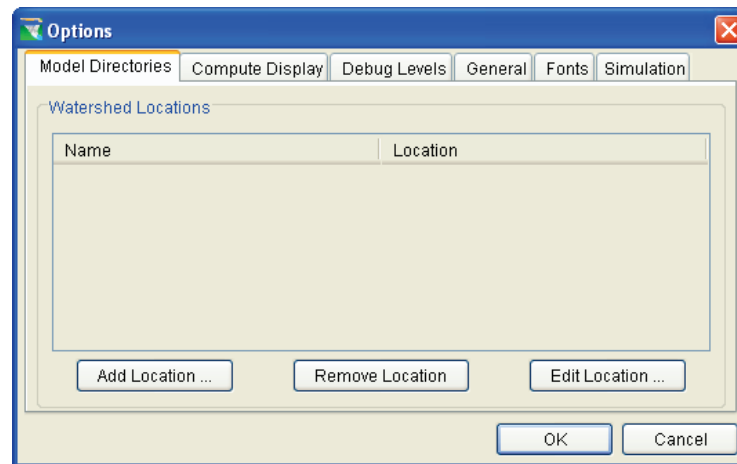 Options
Model Directories Compute Display Debug Levels General Fonts Simulation
Watershed Locations
Name Location
Add Location ... Remove Location Edit Location ...
OK Cancel